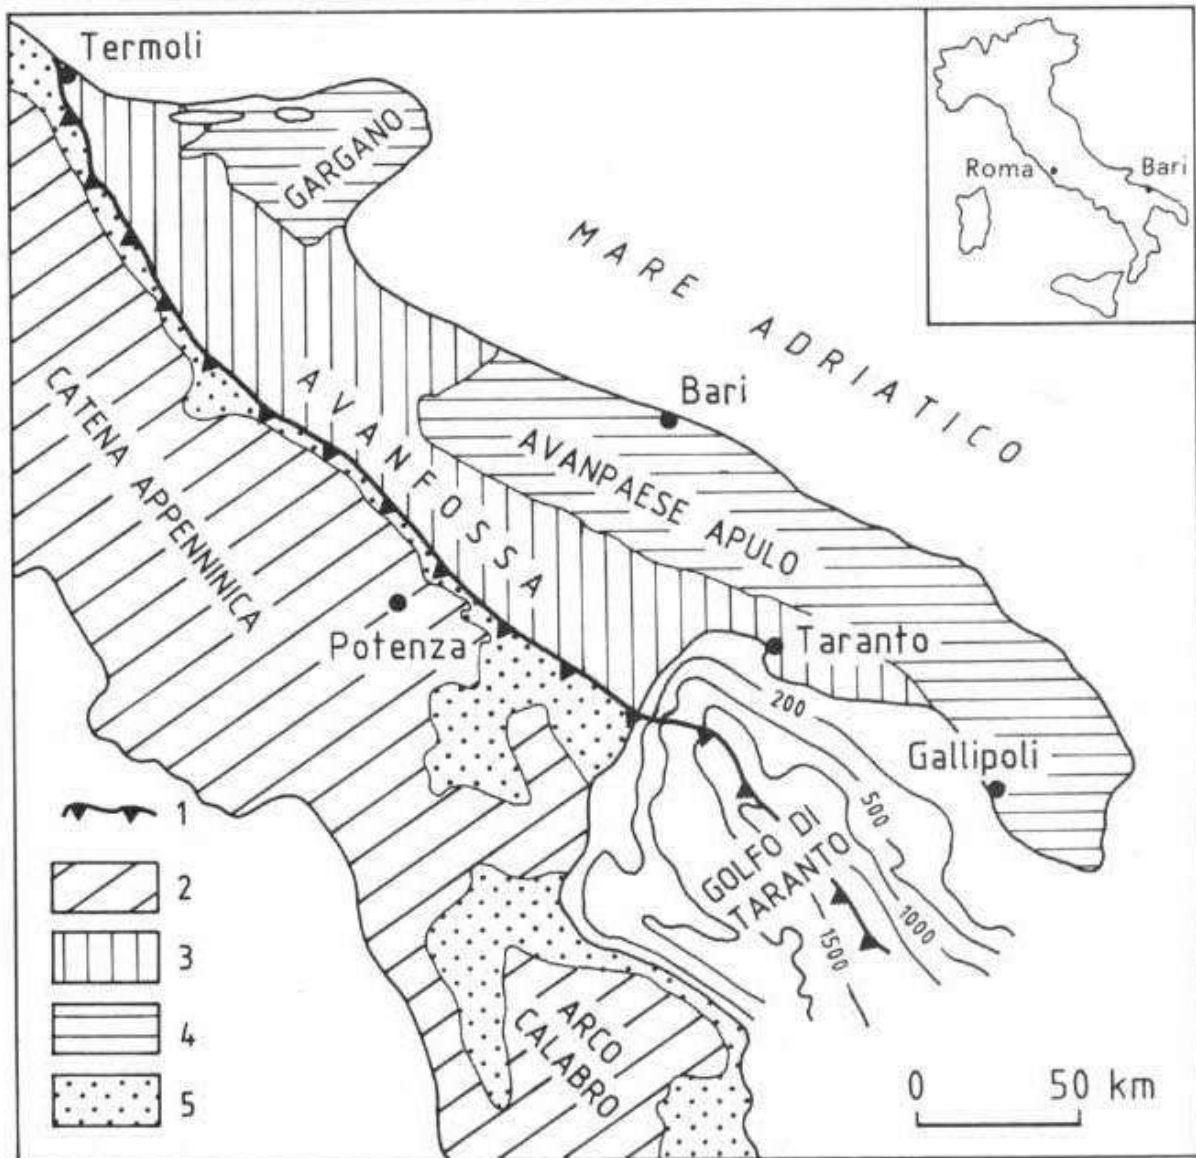 Termoli
GARGANO
Roma
Bari
MARE ADRIATICO
CATENA APPENNINICA
AVANFOSSA
Bari
AVANPAESE APULO
Potenza
Taranto
200
Gallipoli
500
GOLFO DI
TARANTO
1000
1500
1
2
3
4
5
ARCO
CALABRO
0 50 km